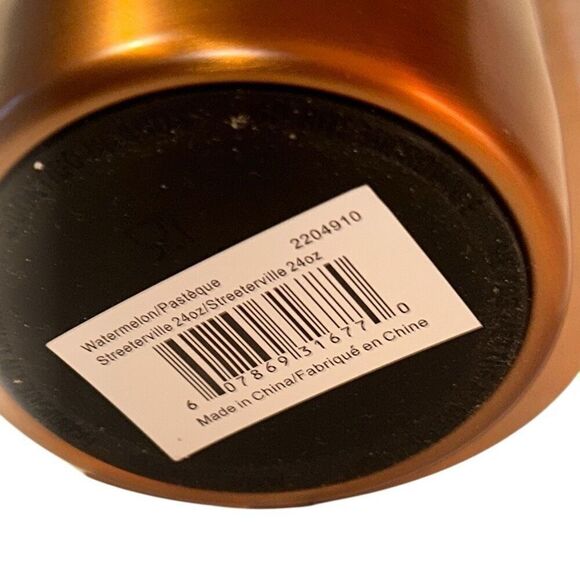 Watermelon/Pastèque 2204910
Streeterville 24oz/Streeterville 24oz
6 07869 31677 0
Made in China/Fabriqué en Chine